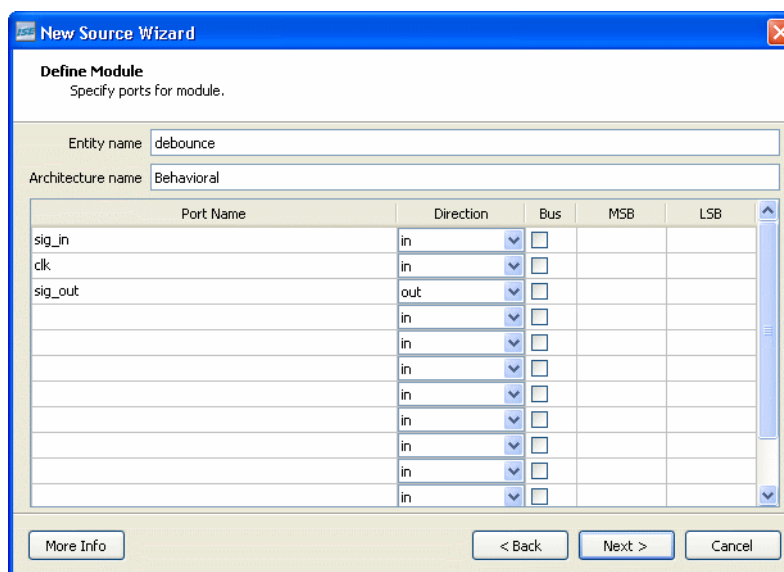 ISE New Source Wizard
Define Module
Specify ports for module.
Entity name debounce
Architecture name Behavioral
Port Name Direction Bus MSB LSB
sig_in in
clk in
sig_out out
in
in
in
in
in
in
in
in
More Info < Back Next > Cancel